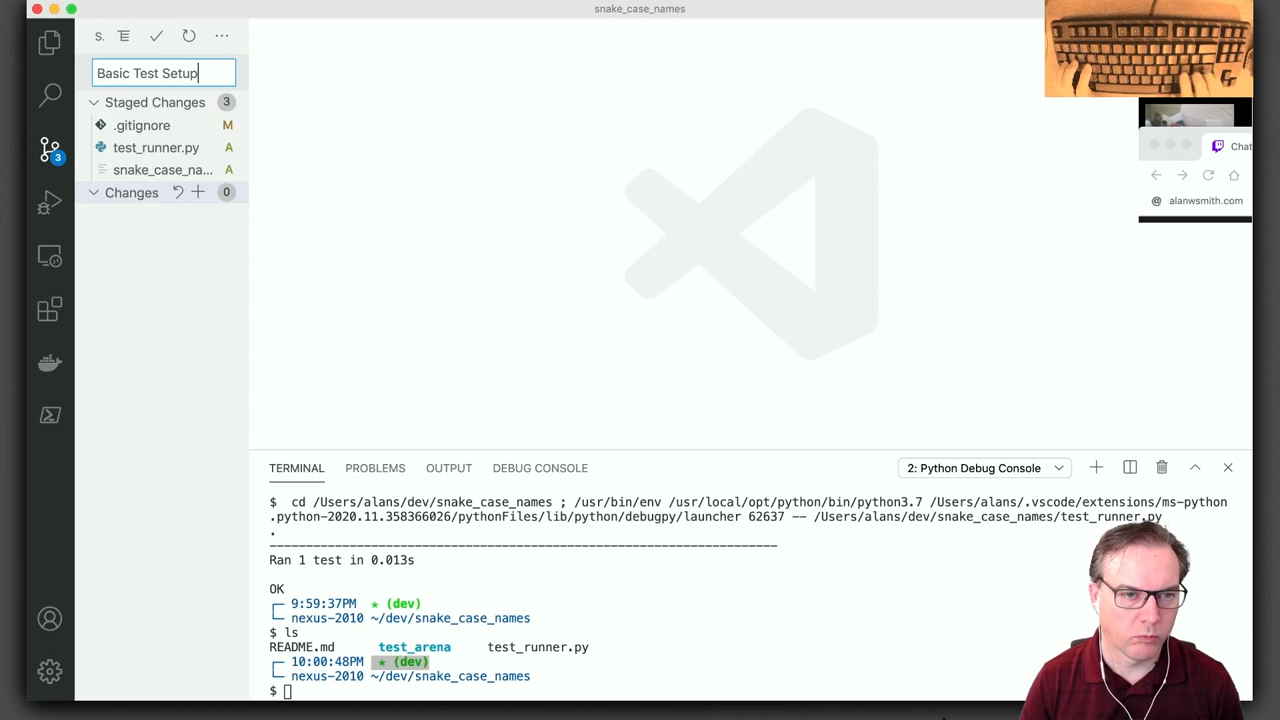 snake_case_names
S.
Basic Test Setup
Staged Changes 3
.gitignore M
test_runner.py A
snake_case_na... A
Changes 0
3
Chat
alanwsmith.com
TERMINAL PROBLEMS OUTPUT DEBUG CONSOLE 2: Python Debug Console
$ cd /Users/alans/dev/snake_case_names ; /usr/bin/env /usr/local/opt/python/bin/python3.7 /Users/alans/.vscode/extensions/ms-python
.python-2020.11.358366026/pythonFiles/lib/python/debugpy/launcher 62637 -- /Users/alans/dev/snake_case_names/test_runner.py
.
----------------------------------------------------------------------
Ran 1 test in 0.013s
OK
9:59:37PM ★ (dev)
nexus-2010 ~/dev/snake_case_names
$ ls
README.md test_arena test_runner.py
10:00:48PM ★ (dev)
nexus-2010 ~/dev/snake_case_names
$